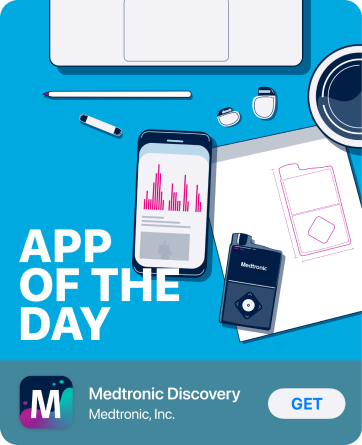 Medtronic
APP
OF THE
DAY
M
Medtronic Discovery
Medtronic, Inc.
GET